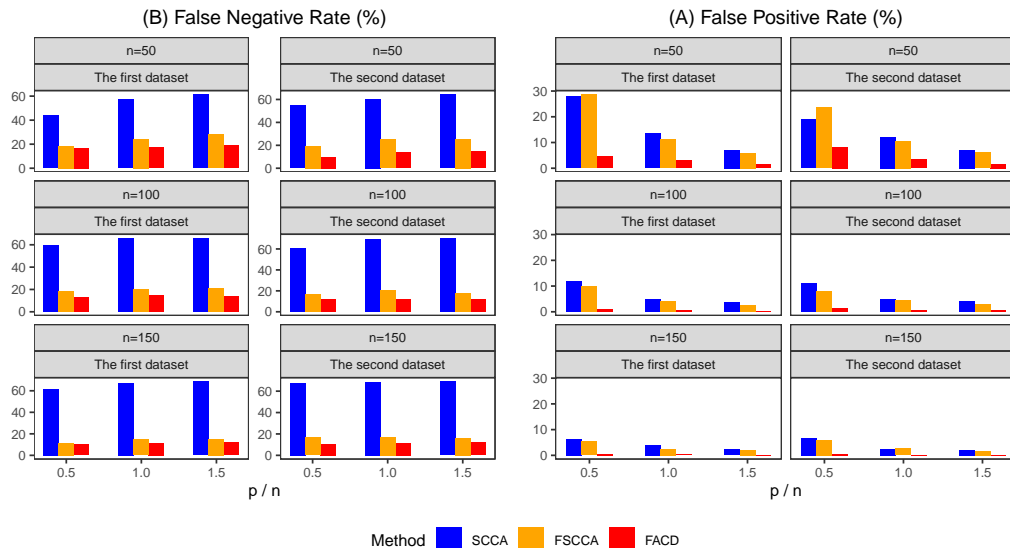 (B) False Negative Rate (%)
n=50
n=50
The first dataset
The second dataset
60
40
20
0
60
40
20
0
n=100
n=100
The first dataset
The second dataset
60
40
20
0
60
40
20
0
n=150
n=150
The first dataset
The second dataset
60
40
20
0
60
40
20
0
0.5
1.0
1.5
0.5
1.0
1.5
p / n
(A) False Positive Rate (%)
n=50
n=50
The first dataset
The second dataset
30
20
10
0
n=100
n=100
The first dataset
The second dataset
30
20
10
0
n=150
n=150
The first dataset
The second dataset
30
20
10
0
0.5
1.0
1.5
0.5
1.0
1.5
p / n
Method SCCA FSCCA FACD